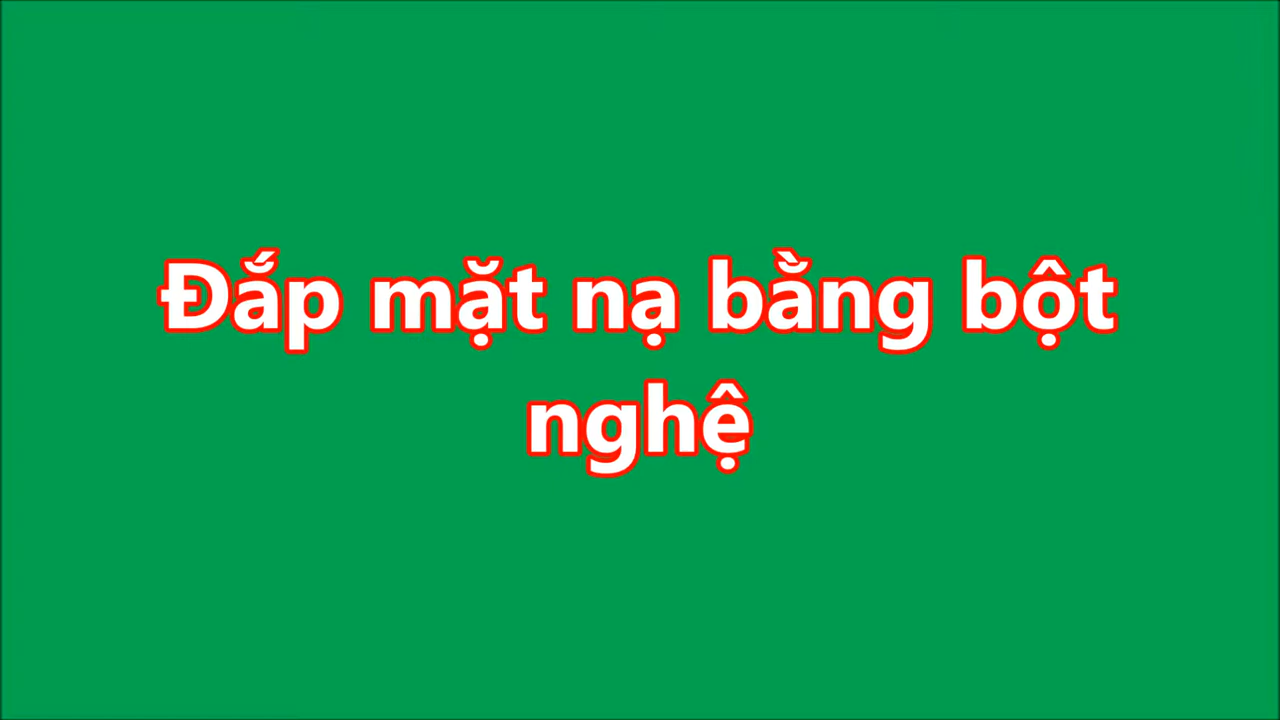 Đắp mặt nạ bằng bột
nghệ